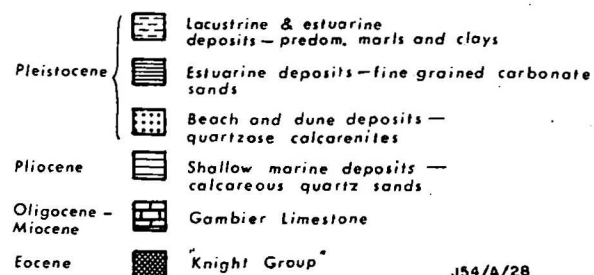 Lacustrine & estuarine
deposits — predom. marls and clays
Pleistocene
Estuarine deposits — fine grained carbonate
sands
Beach and dune deposits —
quartzose calcarenites
Pliocene
Shallow marine deposits —
calcareous quartz sands
Oligocene –
Miocene
Gambier Limestone
Eocene
"Knight Group"
J54/A/28